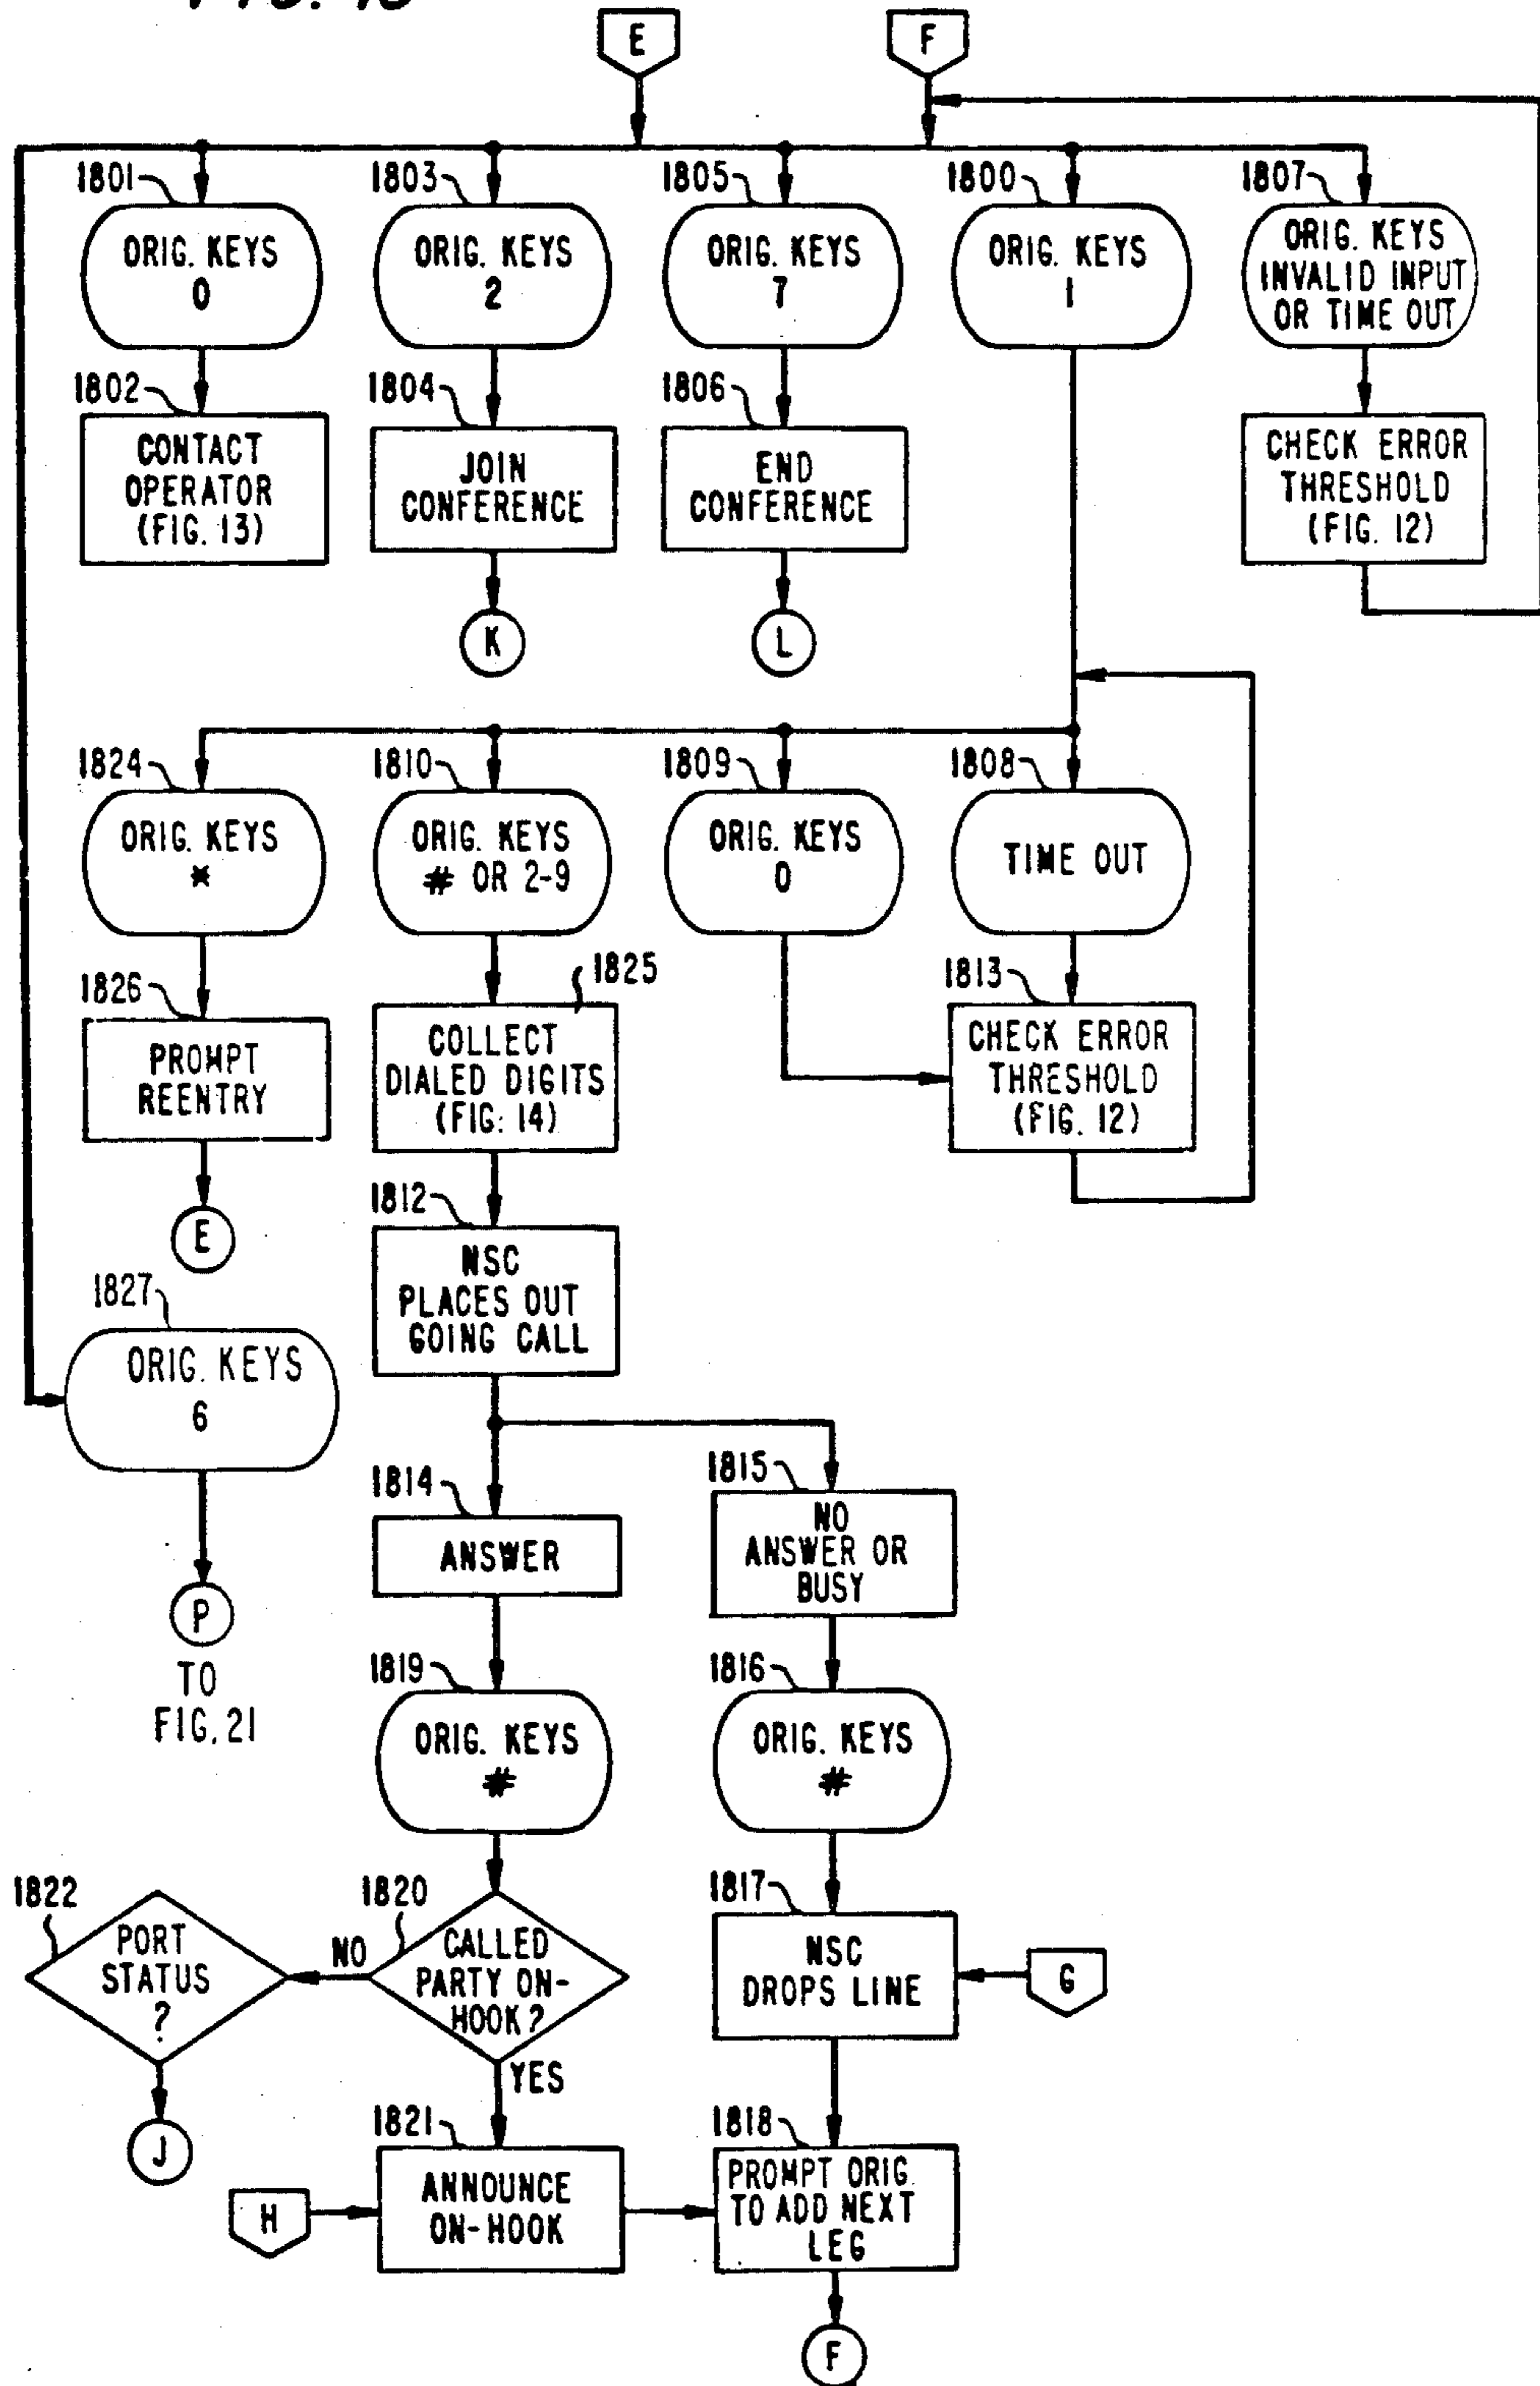 E
F
1801
1803
1805
1800
1807
ORIG. KEYS
0
ORIG. KEYS
2
ORIG. KEYS
7
ORIG. KEYS
1
ORIG. KEYS
INVALID INPUT
OR TIME OUT
1802
1804
1806
CONTACT
OPERATOR
(FIG. 13)
JOIN
CONFERENCE
END
CONFERENCE
CHECK ERROR
THRESHOLD
(FIG. 12)
K
L
1824
1810
1809
1808
ORIG. KEYS
*
ORIG. KEYS
# OR 2-9
ORIG. KEYS
0
TIME OUT
1826
1825
1813
PROMPT
REENTRY
COLLECT
DIALED DIGITS
(FIG: 14)
CHECK ERROR
THRESHOLD
(FIG. 12)
E
1812
NSC
PLACES OUT
GOING CALL
1827
ORIG. KEYS
6
P
TO
FIG. 21
1814
1815
ANSWER
NO
ANSWER OR
BUSY
1819
1816
ORIG. KEYS
#
ORIG. KEYS
#
1822
1820
1817
PORT
STATUS
?
NO
CALLED
PARTY ON-
HOOK?
NSC
DROPS LINE
G
YES
J
1821
1818
H
ANNOUNCE
ON-HOOK
PROMPT ORIG.
TO ADD NEXT
LEG
F